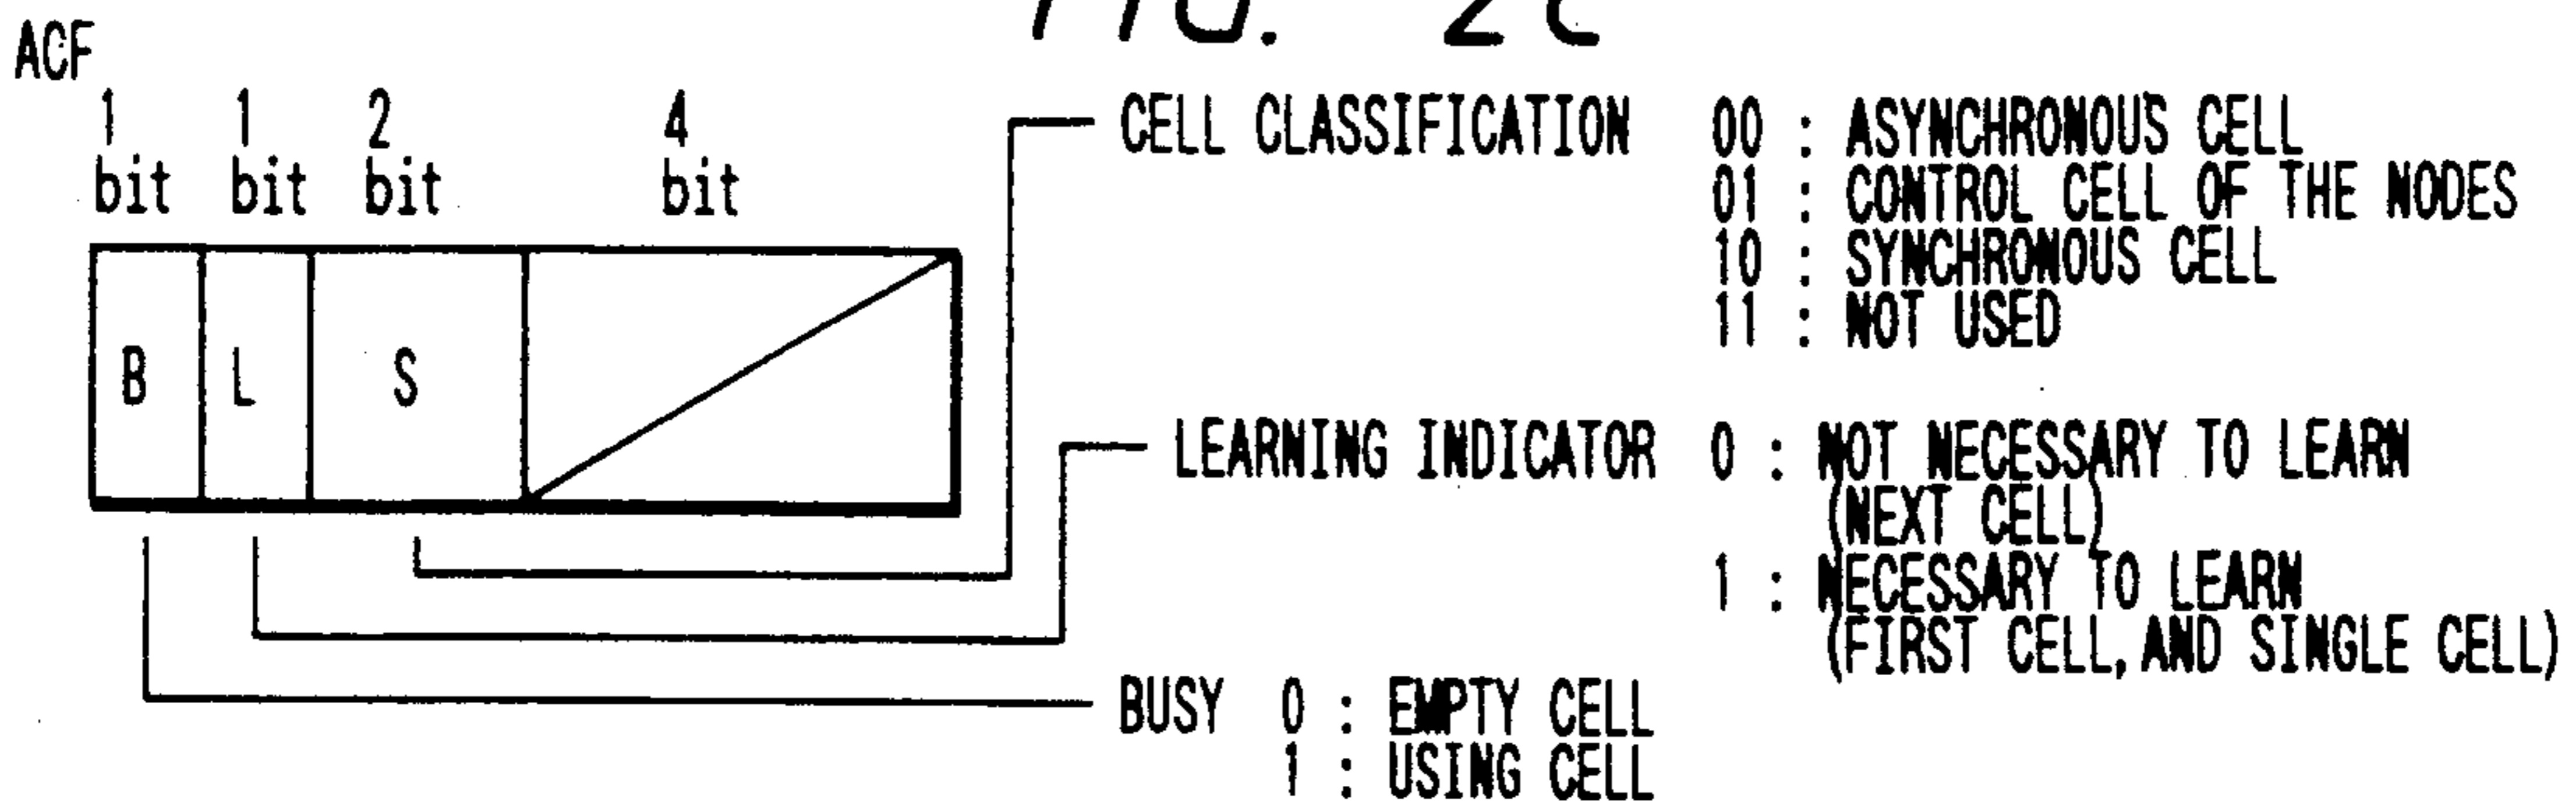 FIG. 2C
ACF
1 bit 1 bit 2 bit 4 bit
B L S
CELL CLASSIFICATION 00 : ASYNCHRONOUS CELL
01 : CONTROL CELL OF THE NODES
10 : SYNCHRONOUS CELL
11 : NOT USED
LEARNING INDICATOR 0 : NOT NECESSARY TO LEARN
(NEXT CELL)
1 : NECESSARY TO LEARN
(FIRST CELL, AND SINGLE CELL)
BUSY 0 : EMPTY CELL
1 : USING CELL